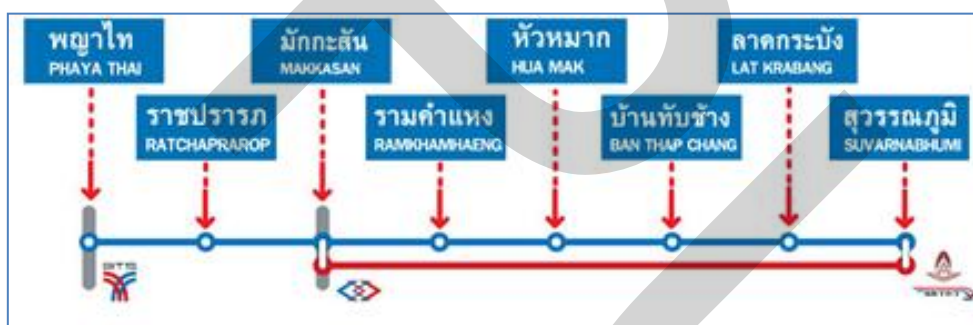 พญาไท
PHAYA THAI
มักกะสัน
MAKKASAN
หัวหมาก
HUA MAK
ลาดกระบัง
LAT KRABANG
ราชปรารภ
RATCHAPRAROP
รามคำแหง
RAMKHAMHAENG
บ้านทับช้าง
BAN THAP CHANG
สุวรรณภูมิ
SUVARNABHUMI
BTS